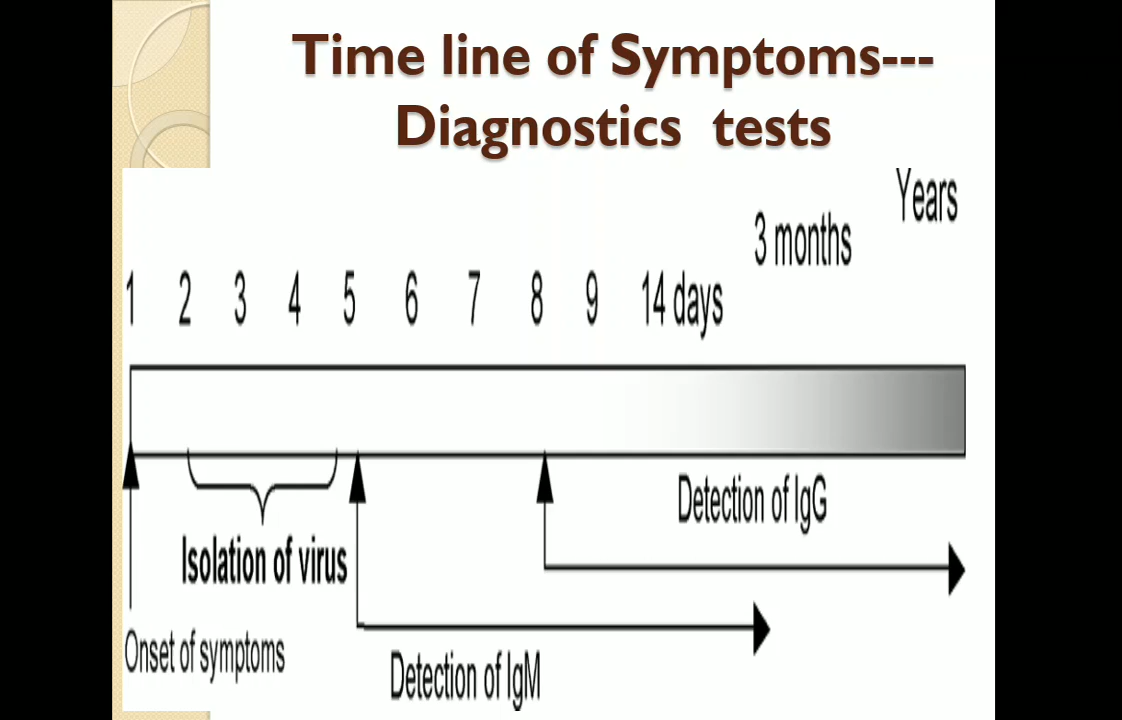 Time line of Symptoms---
Diagnostics tests
Years
3 months
1 2 3 4 5 6 7 8 9 14 days
Detection of IgG
Isolation of virus
Onset of symptoms
Detection of IgM